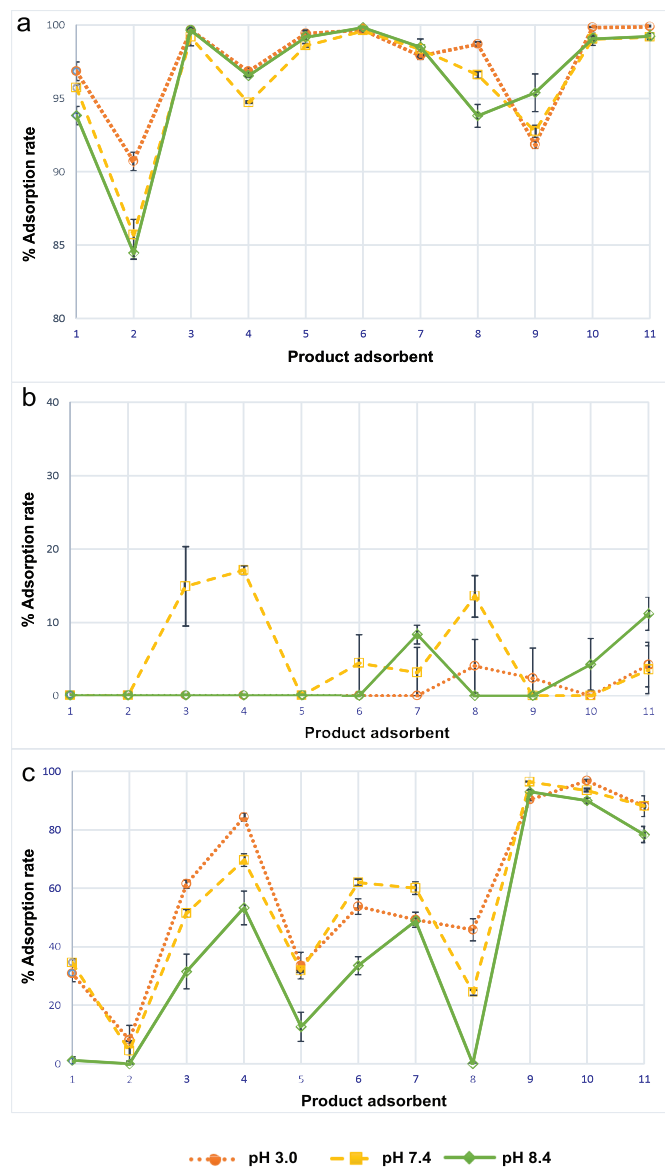 a
100
95
90
85
80
% Adsorption rate
1 2 3 4 5 6 7 8 9 10 11
Product adsorbent
b
40
30
20
10
0
% Adsorption rate
1 2 3 4 5 6 7 8 9 10 11
Product adsorbent
c
100
80
60
40
20
0
% Adsorption rate
1 2 3 4 5 6 7 8 9 10 11
Product adsorbent
pH 3.0 pH 7.4 pH 8.4